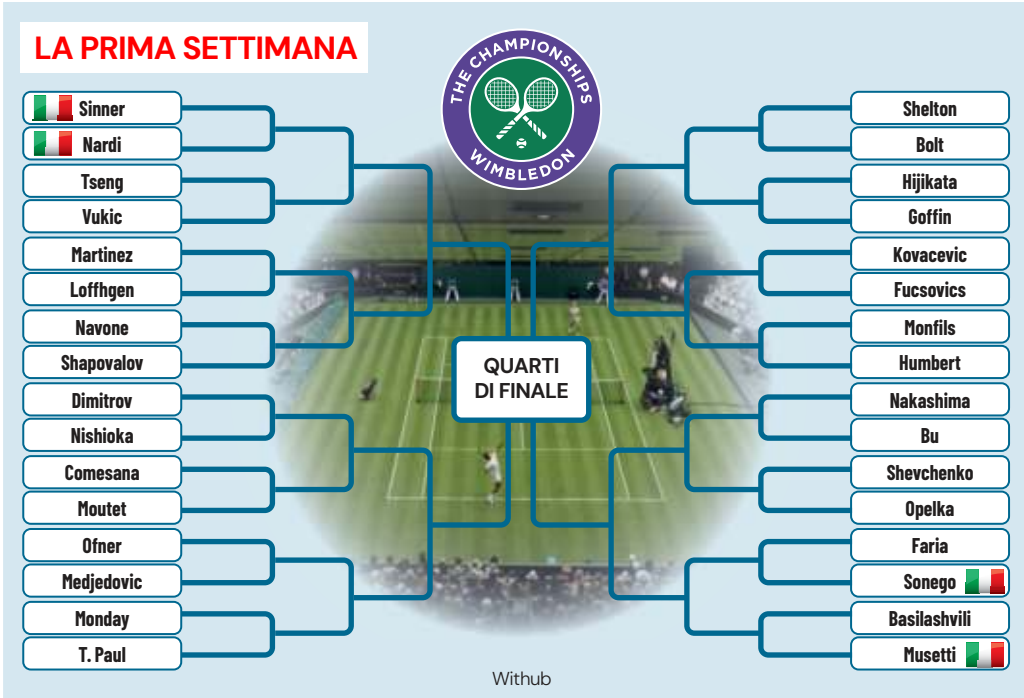 LA PRIMA SETTIMANA
THE CHAMPIONSHIPS
WIMBLEDON
Sinner
Nardi
Tseng
Vukic
Martinez
Loffhgen
Navone
Shapovalov
Dimitrov
Nishioka
Comesana
Moutet
Ofner
Medjedovic
Monday
T. Paul
QUARTI
DI FINALE
Shelton
Bolt
Hijikata
Goffin
Kovacevic
Fucsovics
Monfils
Humbert
Nakashima
Bu
Shevchenko
Opelka
Faria
Sonego
Basilashvili
Musetti
Withub